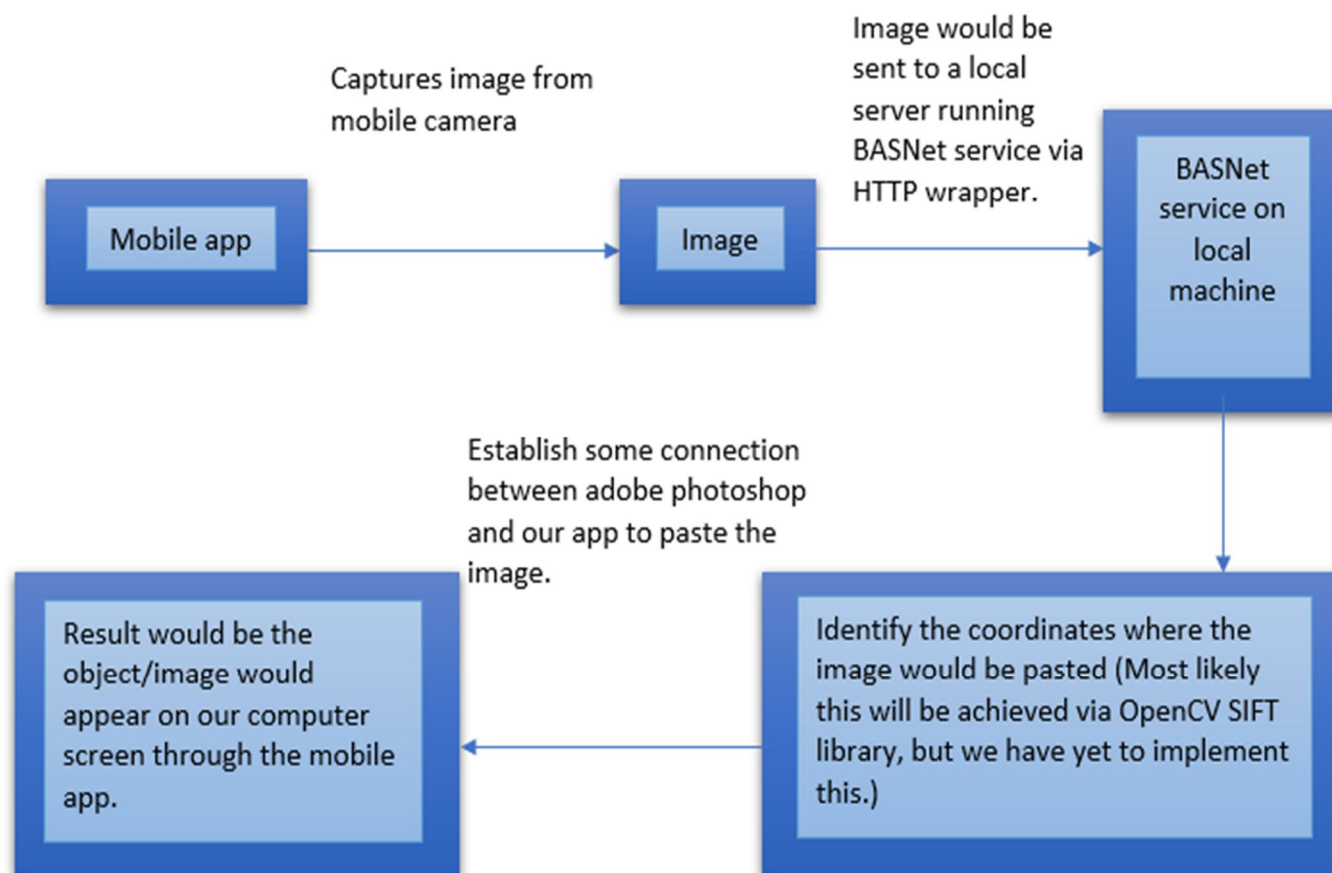 Captures image from
mobile camera
Image would be
sent to a local
server running
BASNet service via
HTTP wrapper.
Mobile app
Image
BASNet
service on
local
machine
Establish some connection
between adobe photoshop
and our app to paste the
image.
Identify the coordinates where the
image would be pasted (Most likely
this will be achieved via OpenCV SIFT
library, but we have yet to implement
this.)
Result would be the
object/image would
appear on our computer
screen through the mobile
app.